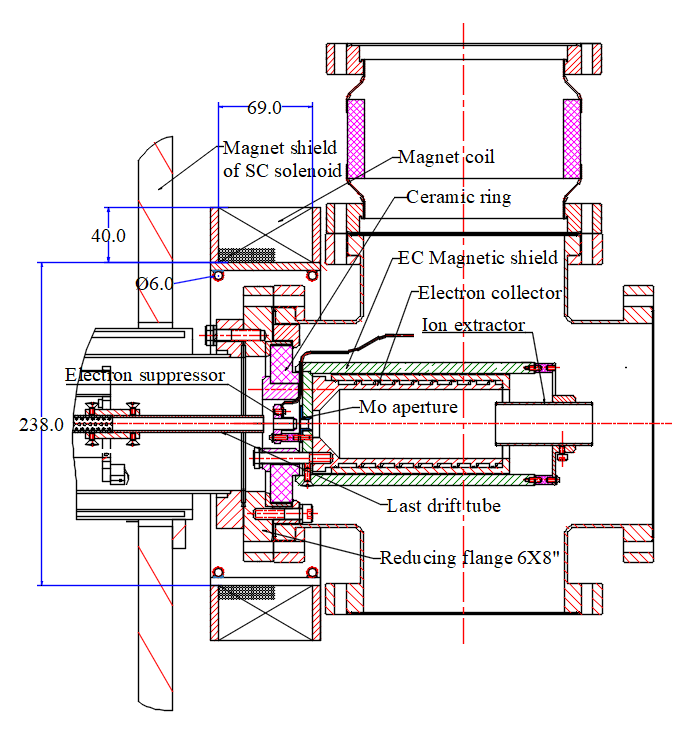 69.0
Magnet shield
of SC solenoid
Magnet coil
Ceramic ring
40.0
EC Magnetic shield
Ø6.0
Electron collector
Ion extractor
Electron suppressor
Mo aperture
238.0
Last drift tube
Reducing flange 6X8"